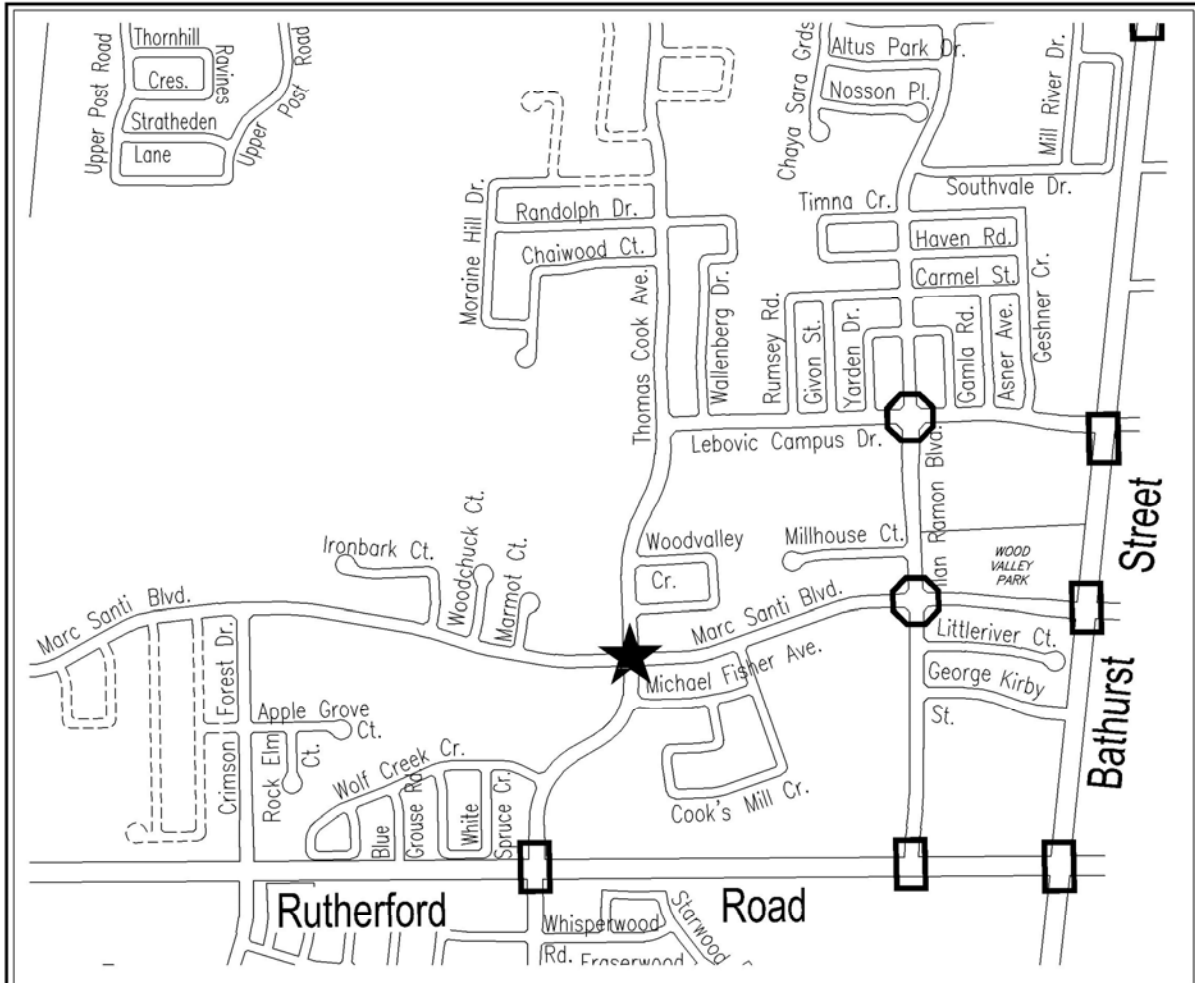 Thornhill
Cres.
Ravines
Upper Post Road
Stratheden
Lane
Upper Post Road
Altus Park Dr.
Nosson Pl.
Chaya Sara Grds
Mill River Dr.
Southvale Dr.
Timna Cr.
Haven Rd.
Carmel St.
Geshner Cr.
Moraine Hill Dr.
Randolph Dr.
Chaiwood Ct.
Thomas Cook Ave.
Wallenberg Dr.
Rumsey Rd.
Givon St.
Yarden Dr.
Gamla Rd.
Asner Ave.
Lebovic Campus Dr.
Ilan Ramon Blvd.
Street
Bathurst
Ironbark Ct.
Woodchuck Ct.
Marmot Ct.
Woodvalley
Cr.
Millhouse Ct.
WOOD
VALLEY
PARK
Marc Santi Blvd.
Marc Santi Blvd.
Michael Fisher Ave.
Littleriver Ct.
George Kirby
St.
Crimson Forest Dr.
Apple Grove
Ct.
Rock Elm
Ct.
Wolf Creek Cr.
Blue
Grouse Rd
White
Spruce Cr.
Cook's Mill Cr.
Rutherford Road
Whisperwood
Rd.
Fraserwood
Starwood